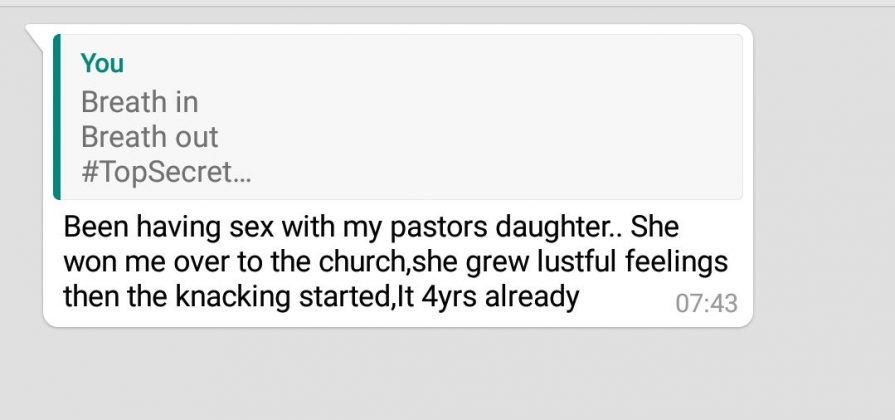 You
Breath in
Breath out
#TopSecret...
Been having sex with my pastors daughter.. She
won me over to the church,she grew lustful feelings
then the knacking started,It 4yrs already
07:43